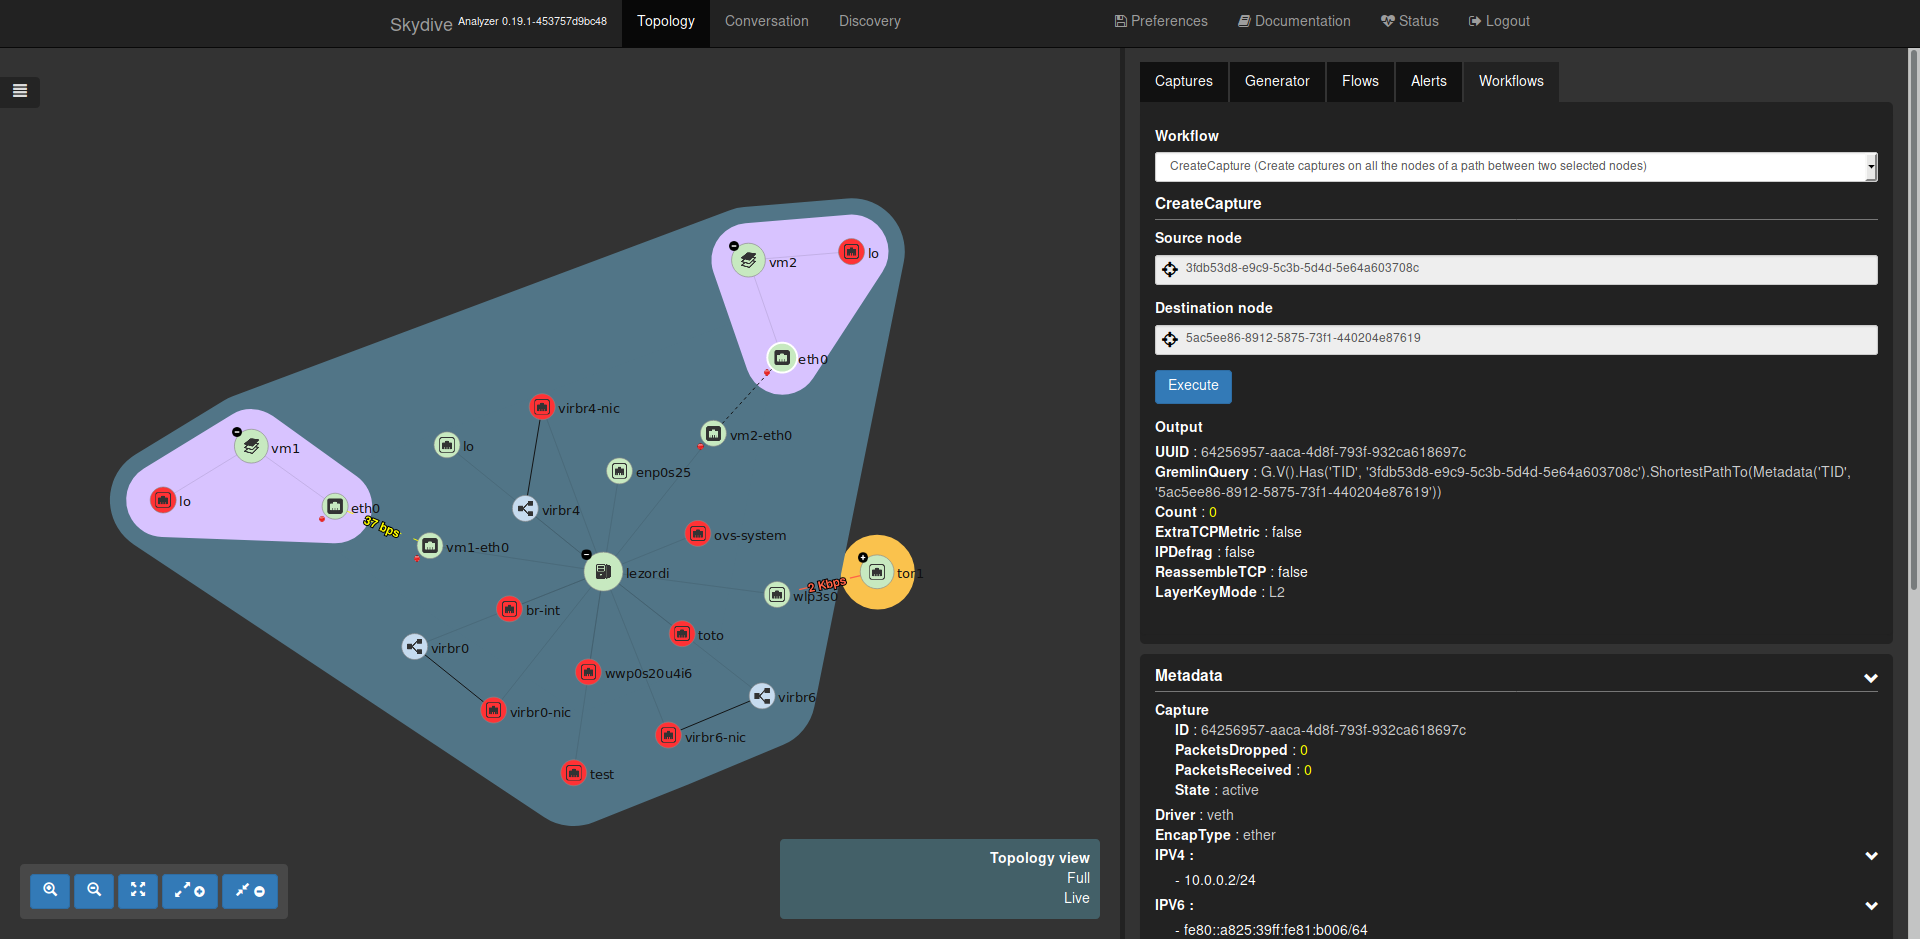 Skydive Analyzer 0.19.1-453757d9bc48
Topology
Conversation
Discovery
Preferences
Documentation
Status
Logout
vm2
lo
eth0
virbr4-nic
vm2-eth0
lo
vm1
enp0s25
lo
eth0
37 bps
virbr4
vm1-eth0
ovs-system
lezordi
tor1
2 Kbps
wlp3s0
br-int
toto
virbr0
wwp0s20u4i6
virbr6
virbr0-nic
virbr6-nic
test
Topology view
Full
Live
Captures
Generator
Flows
Alerts
Workflows
Workflow
CreateCapture (Create captures on all the nodes of a path between two selected nodes)
CreateCapture
Source node
3fdb53d8-e9c9-5c3b-5d4d-5e64a603708c
Destination node
5ac5ee86-8912-5875-73f1-440204e87619
Execute
Output
UUID : 64256957-aaca-4d8f-793f-932ca618697c
GremlinQuery : G.V().Has('TID', '3fdb53d8-e9c9-5c3b-5d4d-5e64a603708c').ShortestPathTo(Metadata('TID',
'5ac5ee86-8912-5875-73f1-440204e87619'))
Count : 0
ExtraTCPMetric : false
IPDefrag : false
ReassembleTCP : false
LayerKeyMode : L2
Metadata
Capture
ID : 64256957-aaca-4d8f-793f-932ca618697c
PacketsDropped : 0
PacketsReceived : 0
State : active
Driver : veth
EncapType : ether
IPV4 :
- 10.0.0.2/24
IPV6 :
- fe80::a825:39ff:fe81:b006/64